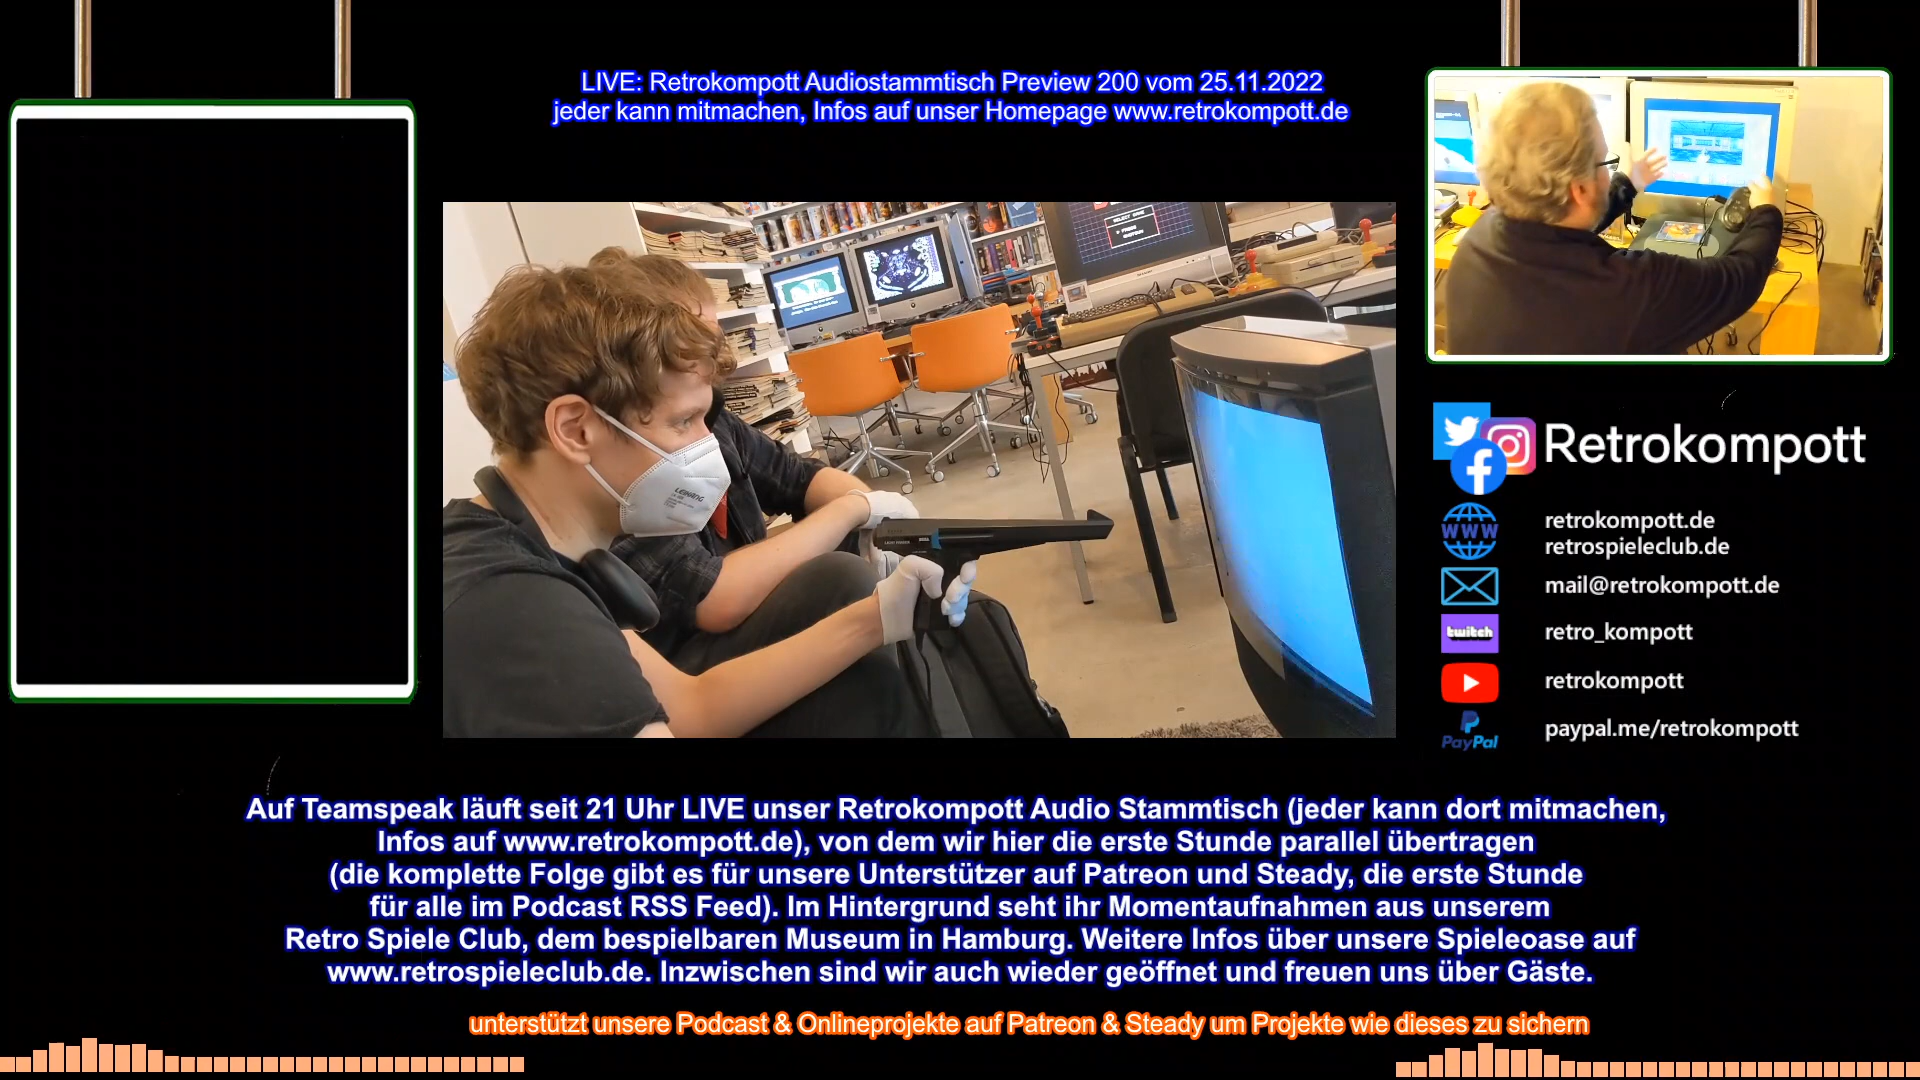 LIVE: Retrokompott Audiostammtisch Preview 200 vom 25.11.2022
jeder kann mitmachen, Infos auf unser Homepage www.retrokompott.de
SELECT GAME
LEIHANG
Retrokompott
WWW
retrokompott.de
retrospieleclub.de
mail@retrokompott.de
twitch
retro_kompott
retrokompott
PayPal
paypal.me/retrokompott
Auf Teamspeak läuft seit 21 Uhr LIVE unser Retrokompott Audio Stammtisch (jeder kann dort mitmachen,
Infos auf www.retrokompott.de), von dem wir hier die erste Stunde parallel übertragen
(die komplette Folge gibt es für unsere Unterstützer auf Patreon und Steady, die erste Stunde
für alle im Podcast RSS Feed). Im Hintergrund seht ihr Momentaufnahmen aus unserem
Retro Spiele Club, dem bespielbaren Museum in Hamburg. Weitere Infos über unsere Spieleoase auf
www.retrospieleclub.de. Inzwischen sind wir auch wieder geöffnet und freuen uns über Gäste.
unterstützt unsere Podcast & Onlineprojekte auf Patreon & Steady um Projekte wie dieses zu sichern